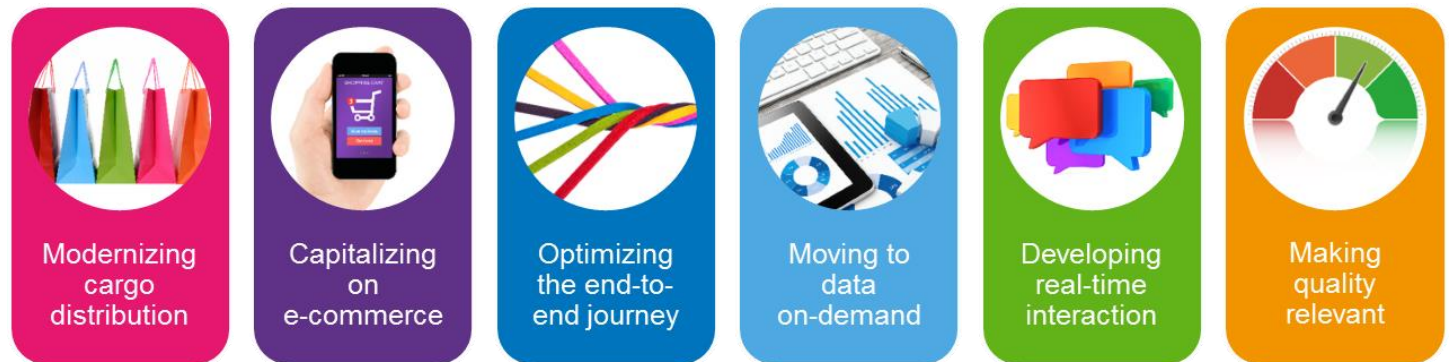 Modernizing
cargo
distribution
Capitalizing
on
e-commerce
Optimizing
the end-to-
end journey
Moving to
data
on-demand
Developing
real-time
interaction
Making
quality
relevant